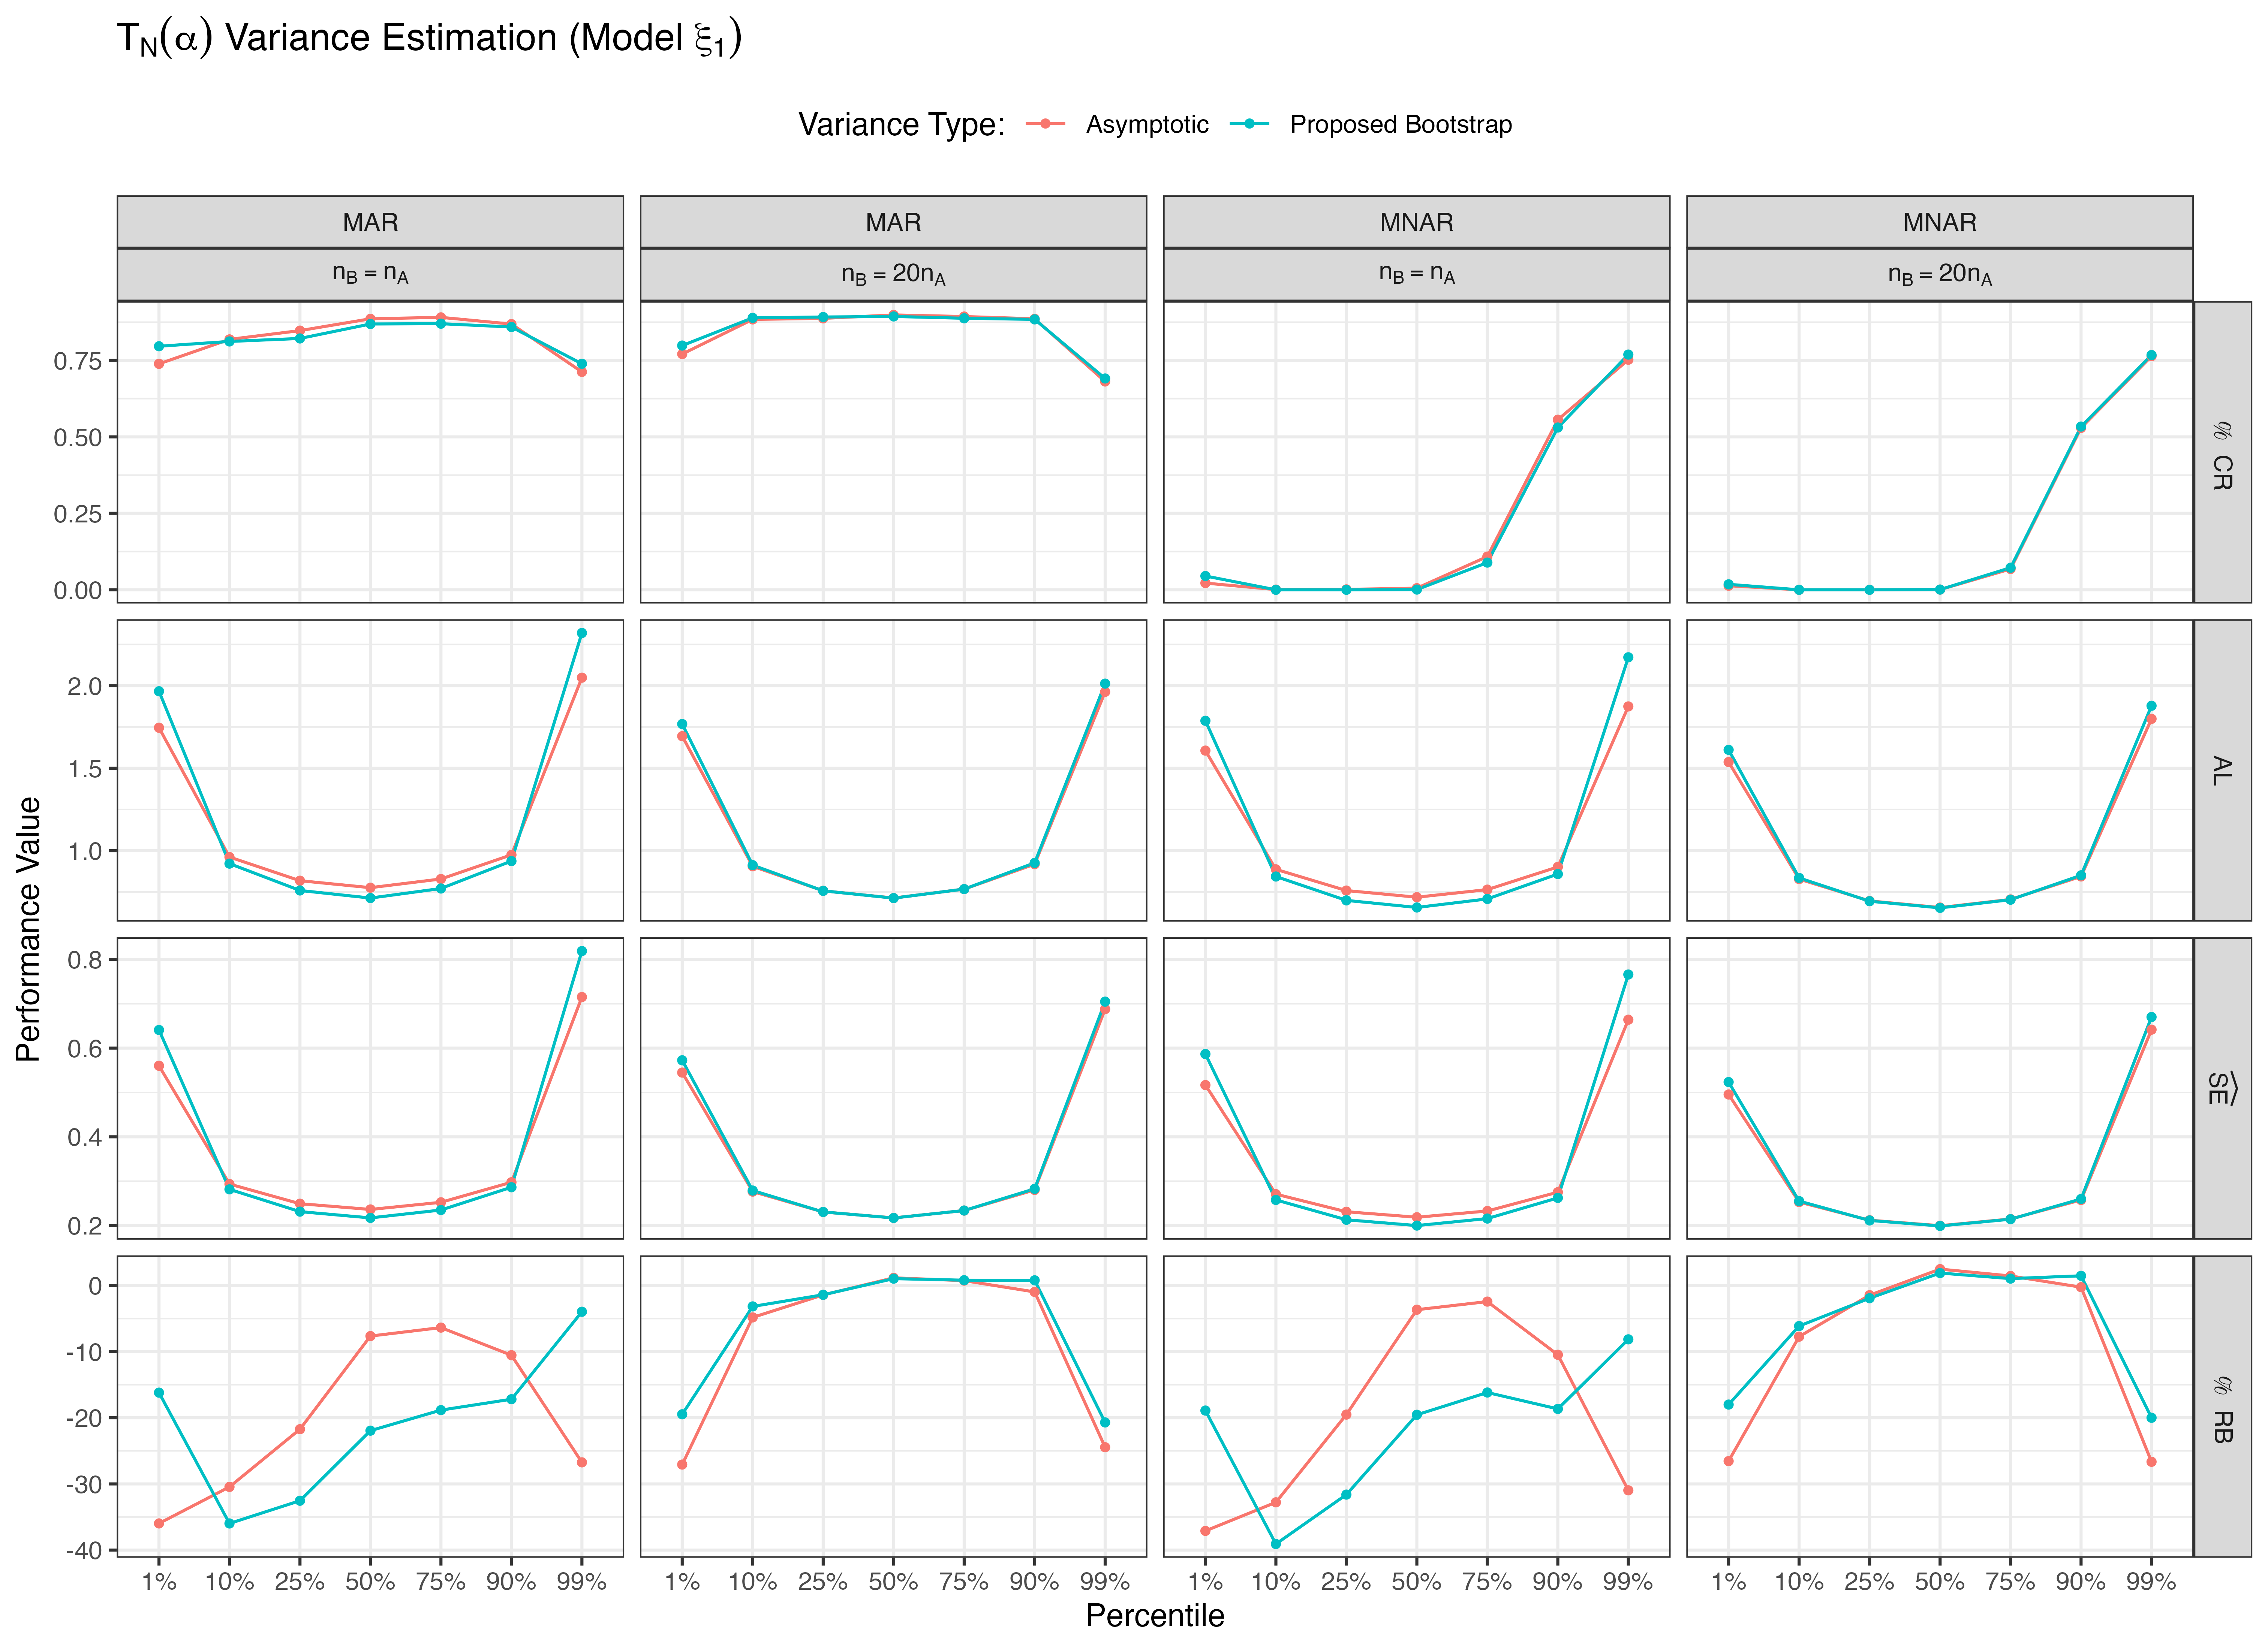 T_N(α) Variance Estimation (Model ξ_1)
Variance Type: Asymptotic Proposed Bootstrap
MAR MAR MNAR MNAR
n_B = n_A n_B = 20n_A n_B = n_A n_B = 20n_A
0.75
0.50
0.25
0.00
% CR
2.0
1.5
1.0
AL
0.8
0.6
0.4
0.2
\widehat{SE}
0
-10
-20
-30
-40
% RB
Performance Value
1% 10% 25% 50% 75% 90% 99% 1% 10% 25% 50% 75% 90% 99% 1% 10% 25% 50% 75% 90% 99% 1% 10% 25% 50% 75% 90% 99%
Percentile